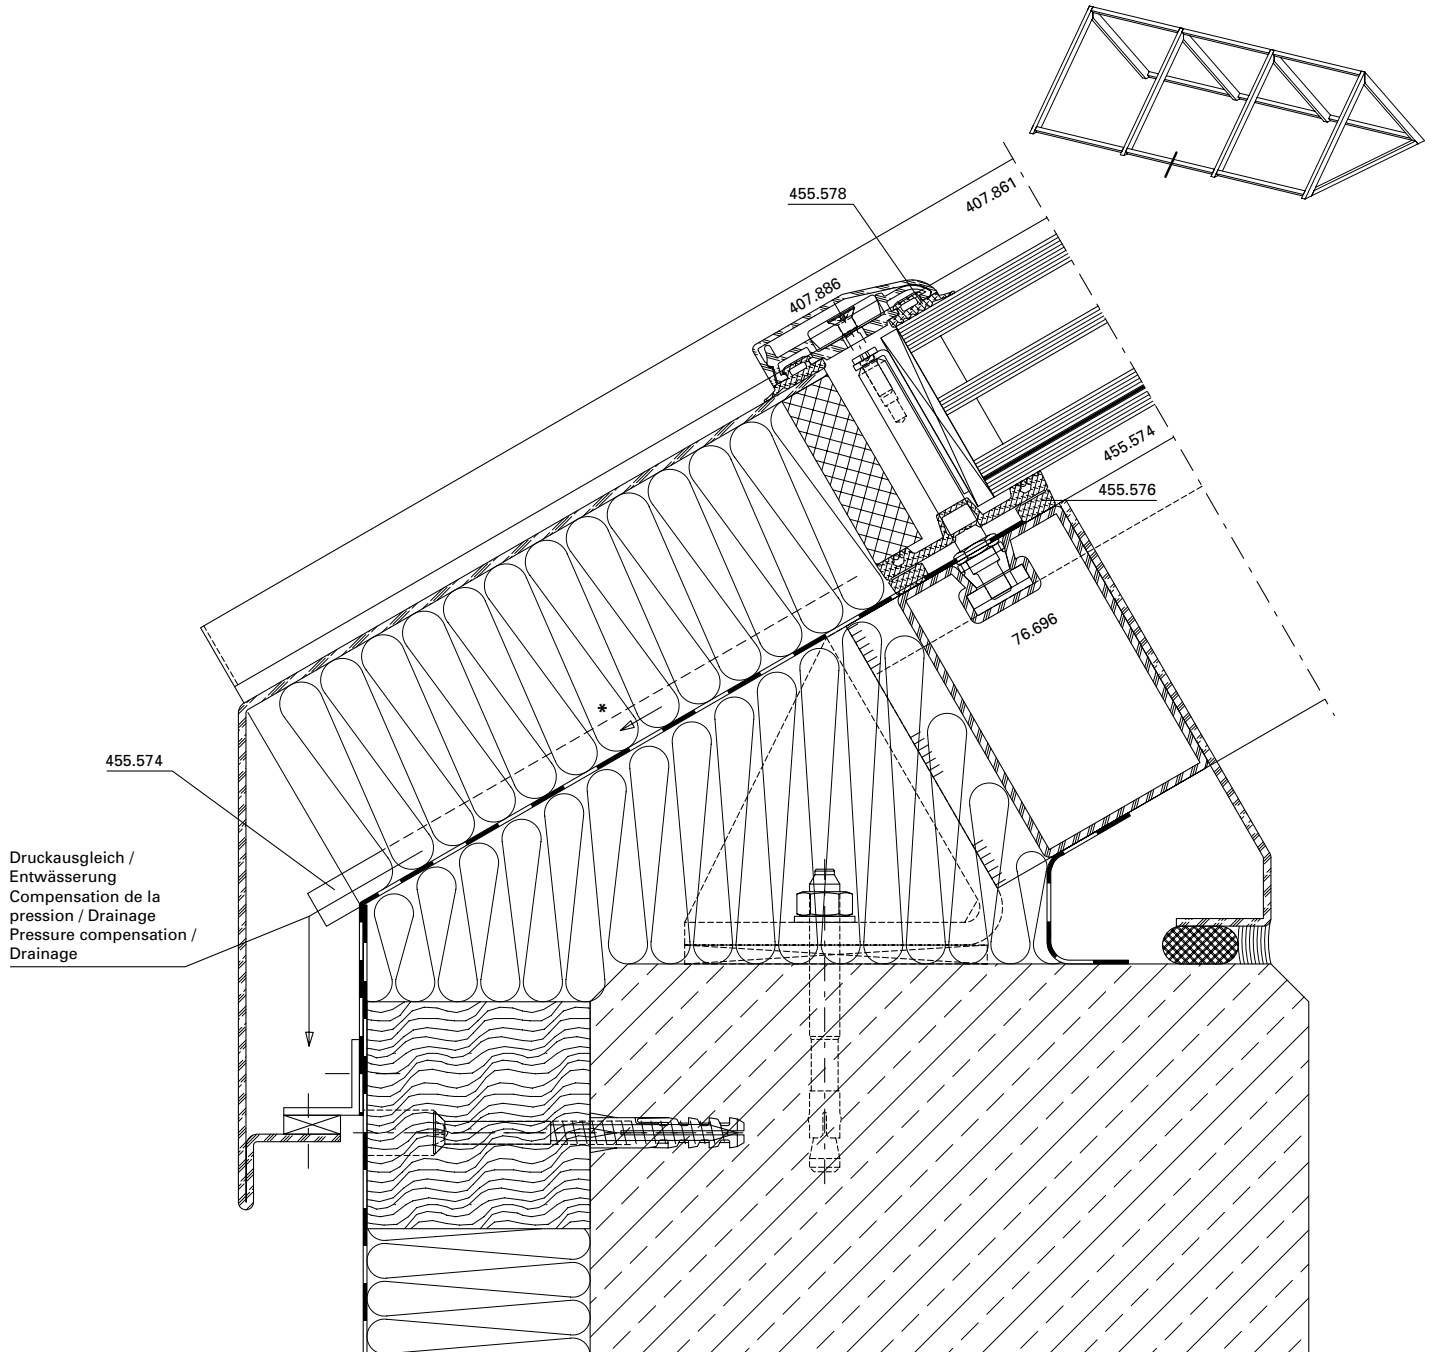 455.578
407.861
407.886
455.574
455.576
76.696
*
455.574
Druckausgleich /
Entwässerung
Compensation de la
pression / Drainage
Pressure compensation /
Drainage